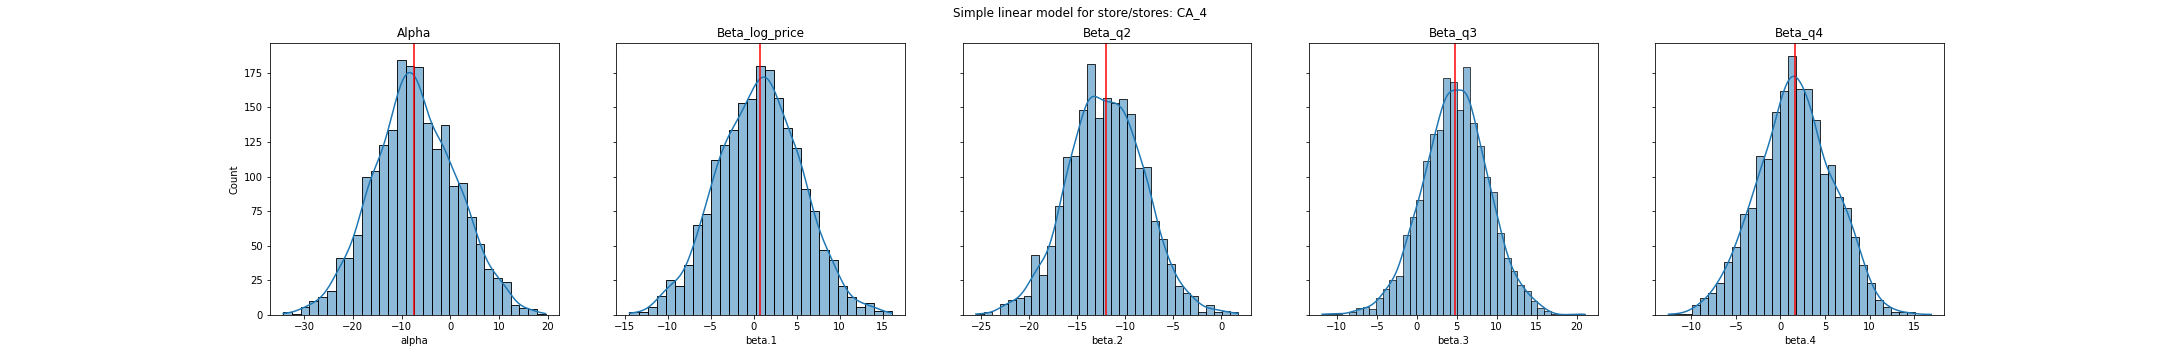 Simple linear model for store/stores: CA_4
Alpha
Beta_log_price
Beta_q2
Beta_q3
Beta_q4
Count
175
150
125
100
75
50
25
0
−30 −20 −10 0 10 20
−15 −10 −5 0 5 10 15
−25 −20 −15 −10 −5 0
−10 −5 0 5 10 15 20
−10 −5 0 5 10 15
alpha
beta.1
beta.2
beta.3
beta.4